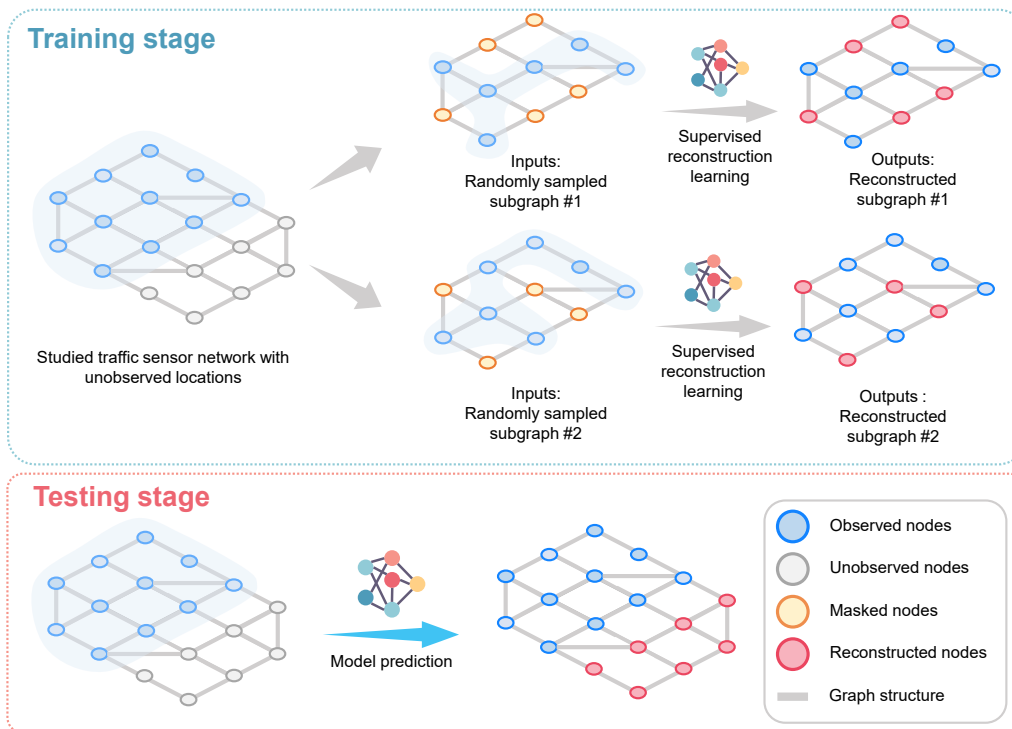 Training stage
Studied traffic sensor network with
unobserved locations
Inputs:
Randomly sampled
subgraph #1
Supervised
reconstruction
learning
Outputs:
Reconstructed
subgraph #1
Inputs:
Randomly sampled
subgraph #2
Supervised
reconstruction
learning
Outputs :
Reconstructed
subgraph #2
Testing stage
Model prediction
Observed nodes
Unobserved nodes
Masked nodes
Reconstructed nodes
Graph structure